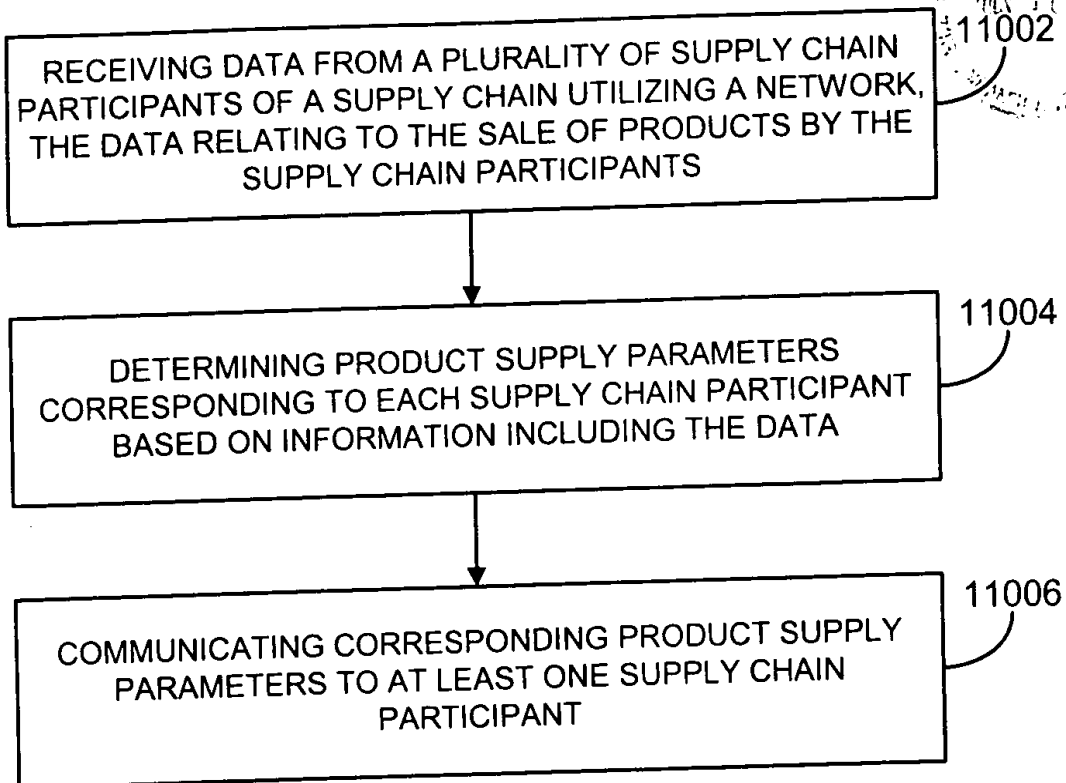 11002
RECEIVING DATA FROM A PLURALITY OF SUPPLY CHAIN
PARTICIPANTS OF A SUPPLY CHAIN UTILIZING A NETWORK,
THE DATA RELATING TO THE SALE OF PRODUCTS BY THE
SUPPLY CHAIN PARTICIPANTS
11004
DETERMINING PRODUCT SUPPLY PARAMETERS
CORRESPONDING TO EACH SUPPLY CHAIN PARTICIPANT
BASED ON INFORMATION INCLUDING THE DATA
11006
COMMUNICATING CORRESPONDING PRODUCT SUPPLY
PARAMETERS TO AT LEAST ONE SUPPLY CHAIN
PARTICIPANT